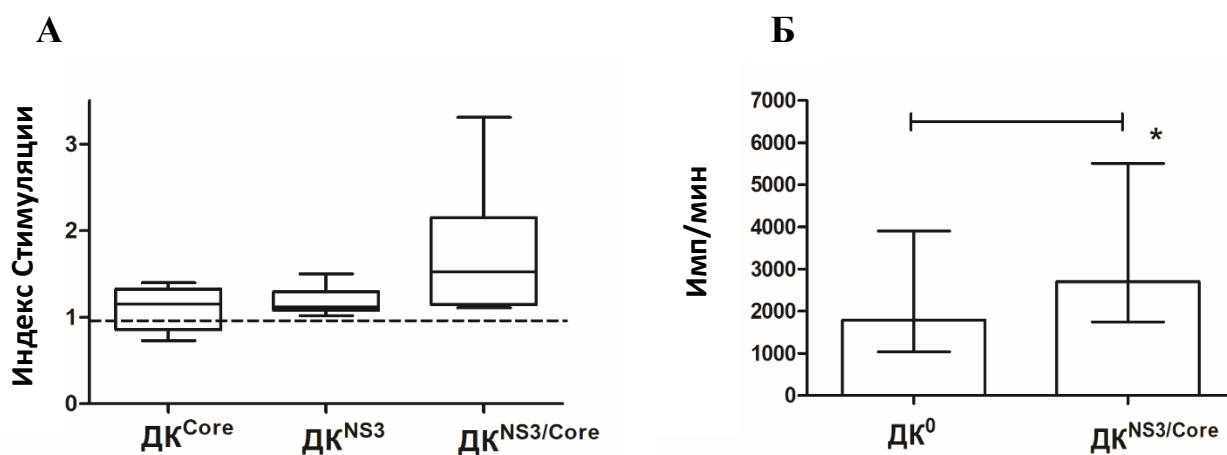 А
Индекс Стимуляции
3
2
1
0
ДК^Core ДК^NS3 ДК^NS3/Core
Б
Имп/мин
7000
6000
5000
4000
3000
2000
1000
0
*
ДК^0 ДК^NS3/Core